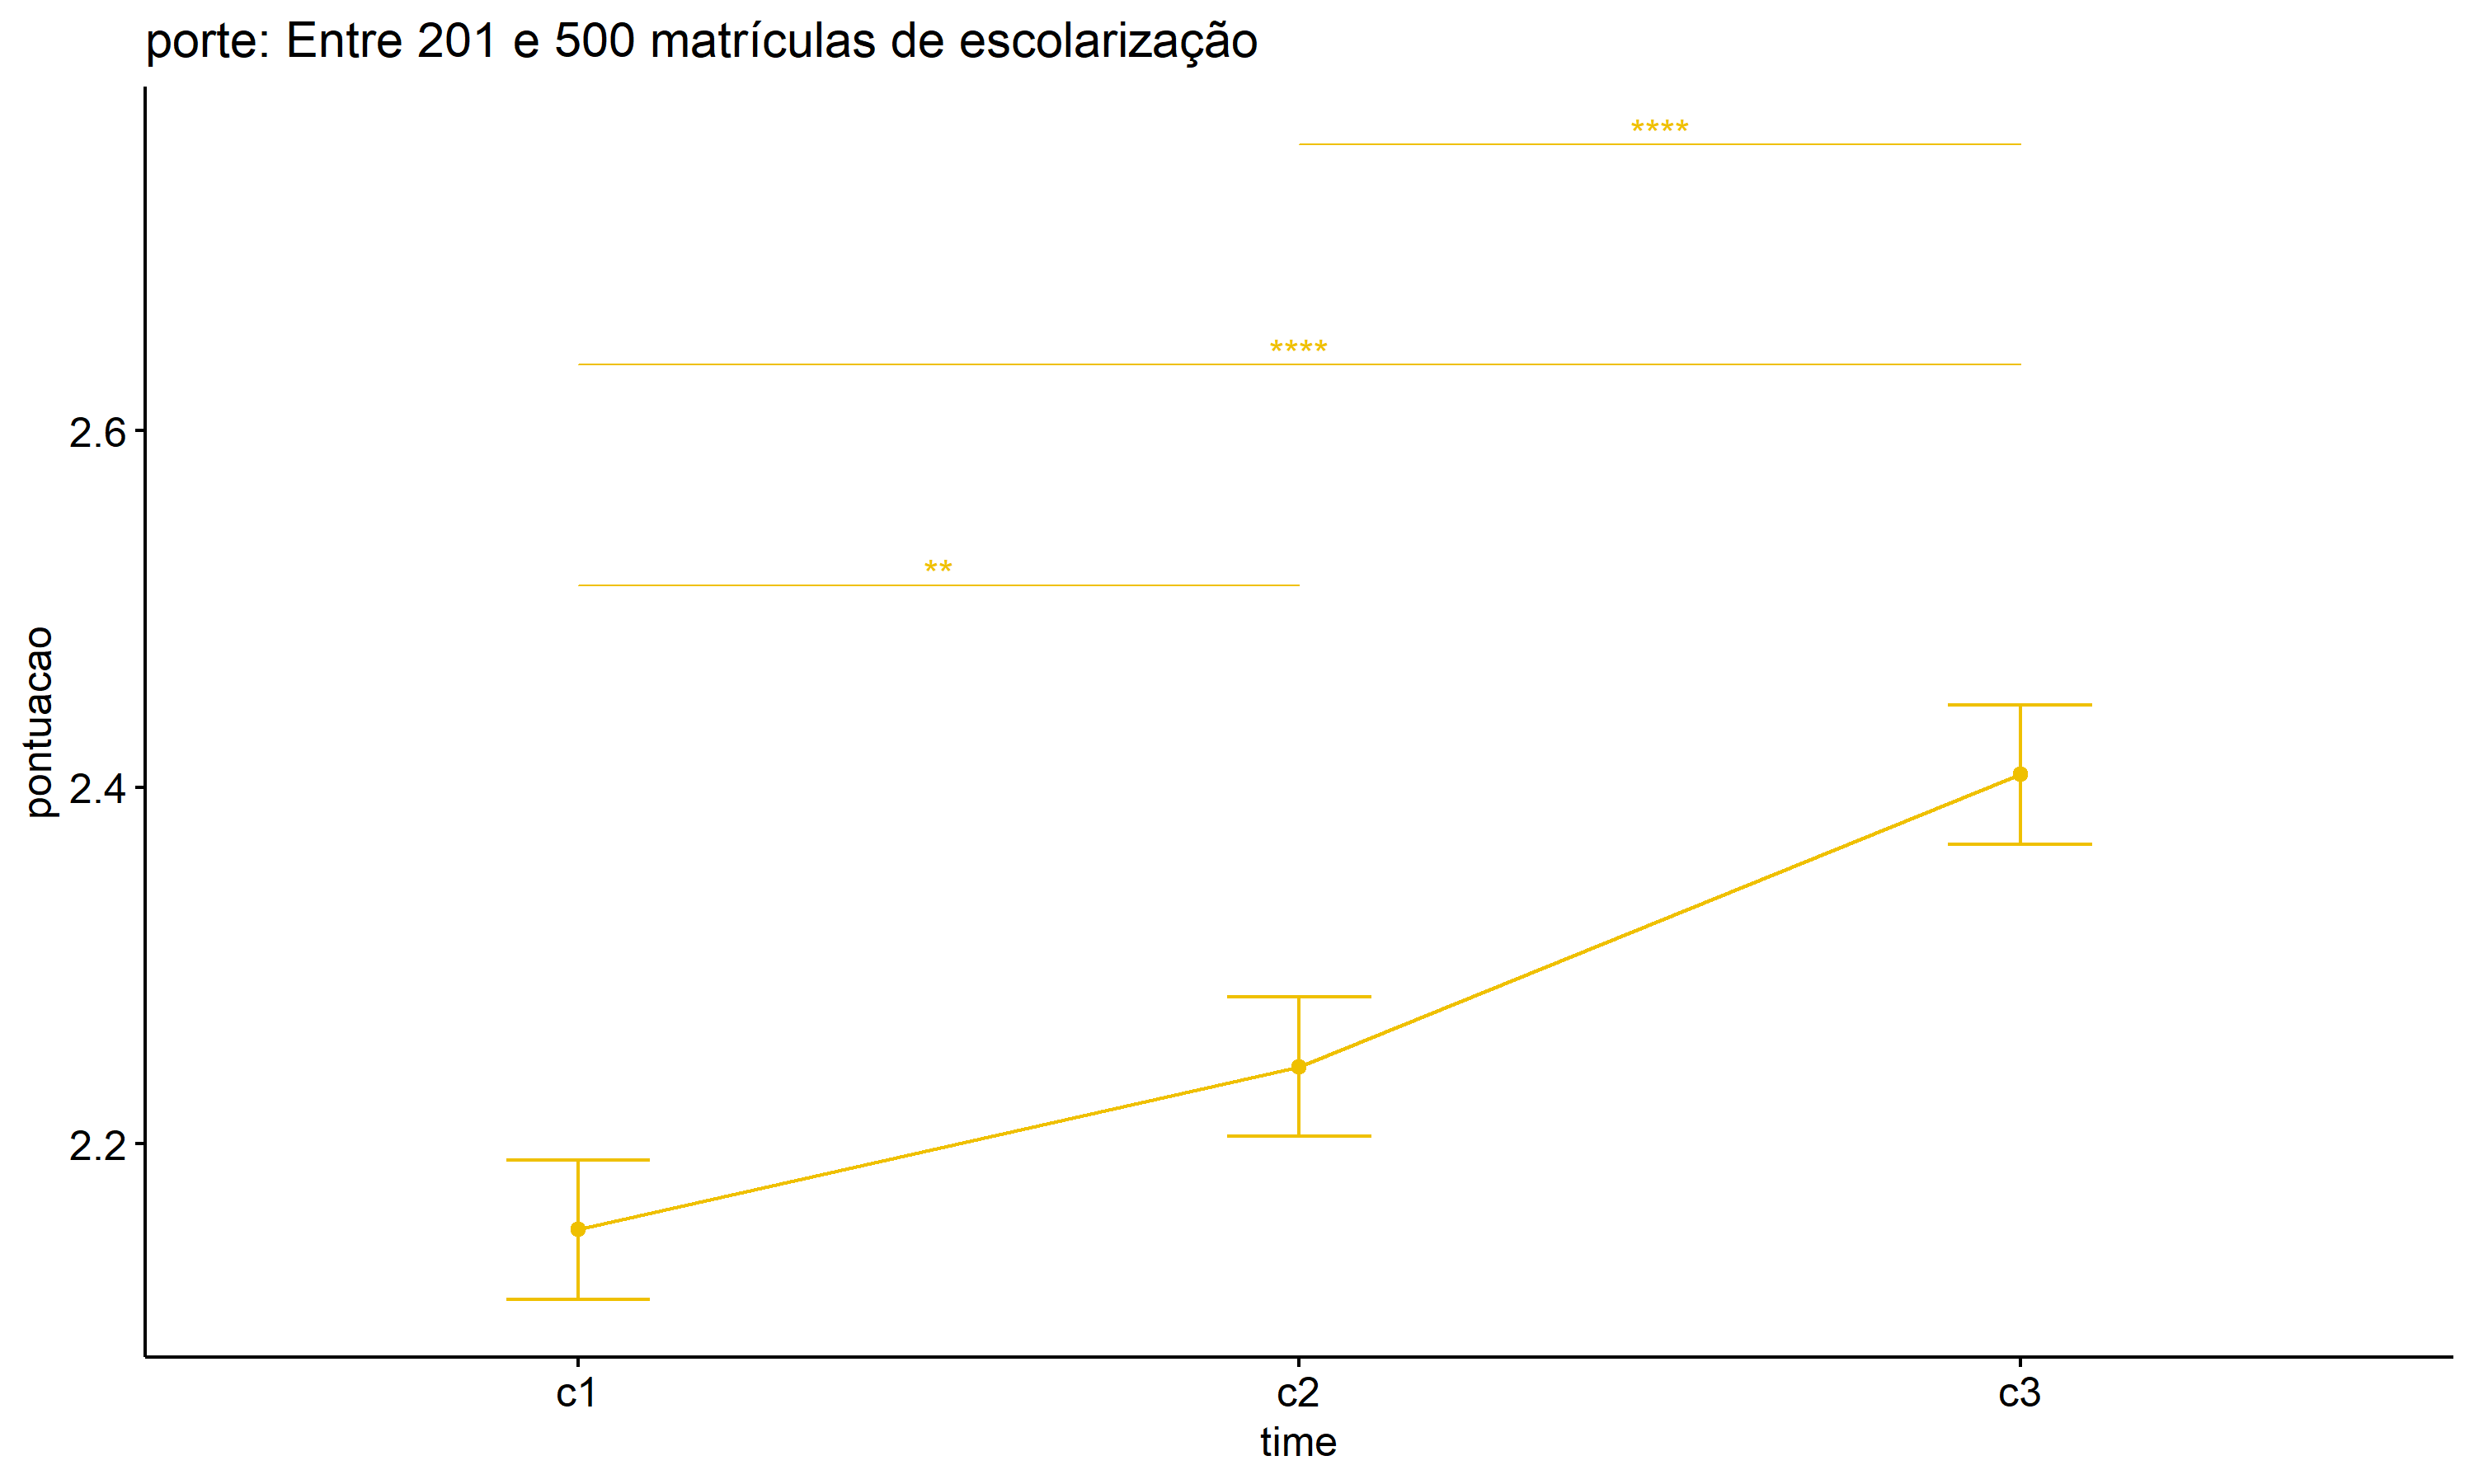 porte: Entre 201 e 500 matrículas de escolarização
****
****
2.6
**
pontuacao
2.4
2.2
c1 c2 c3
time